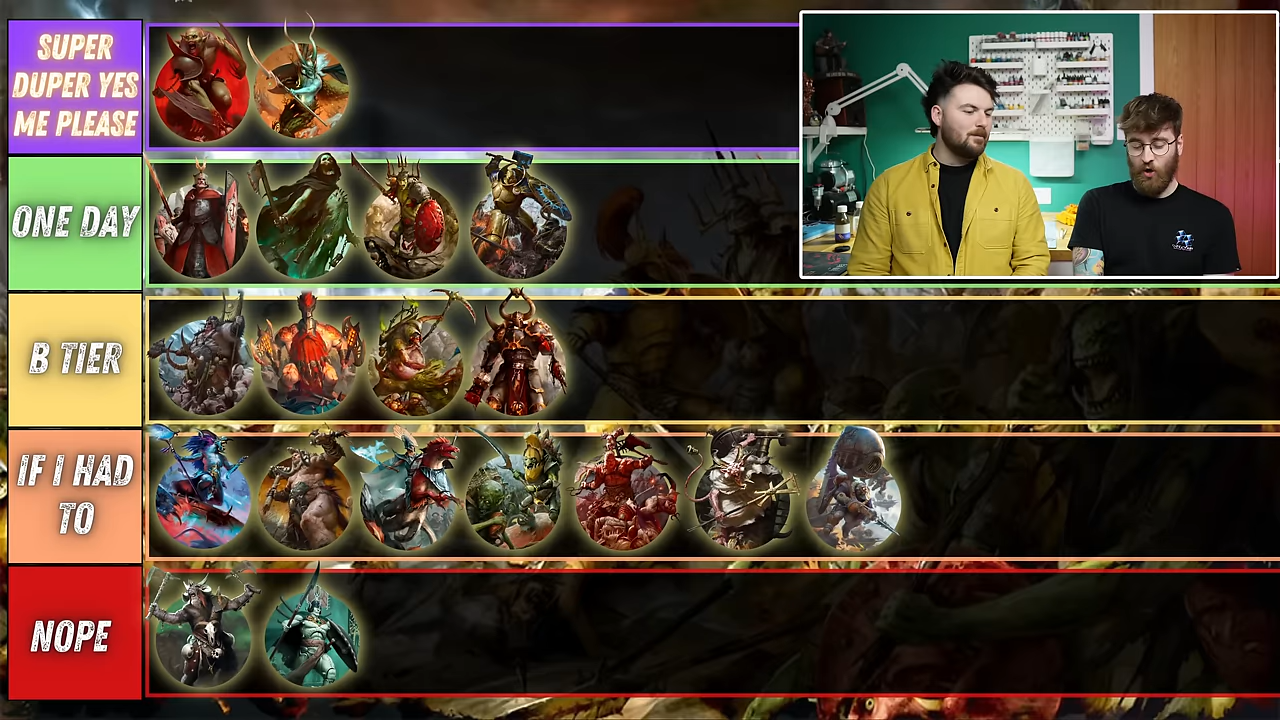 SUPER
DUPER YES
ME PLEASE
ONE DAY
B TIER
IF I HAD
TO
NOPE